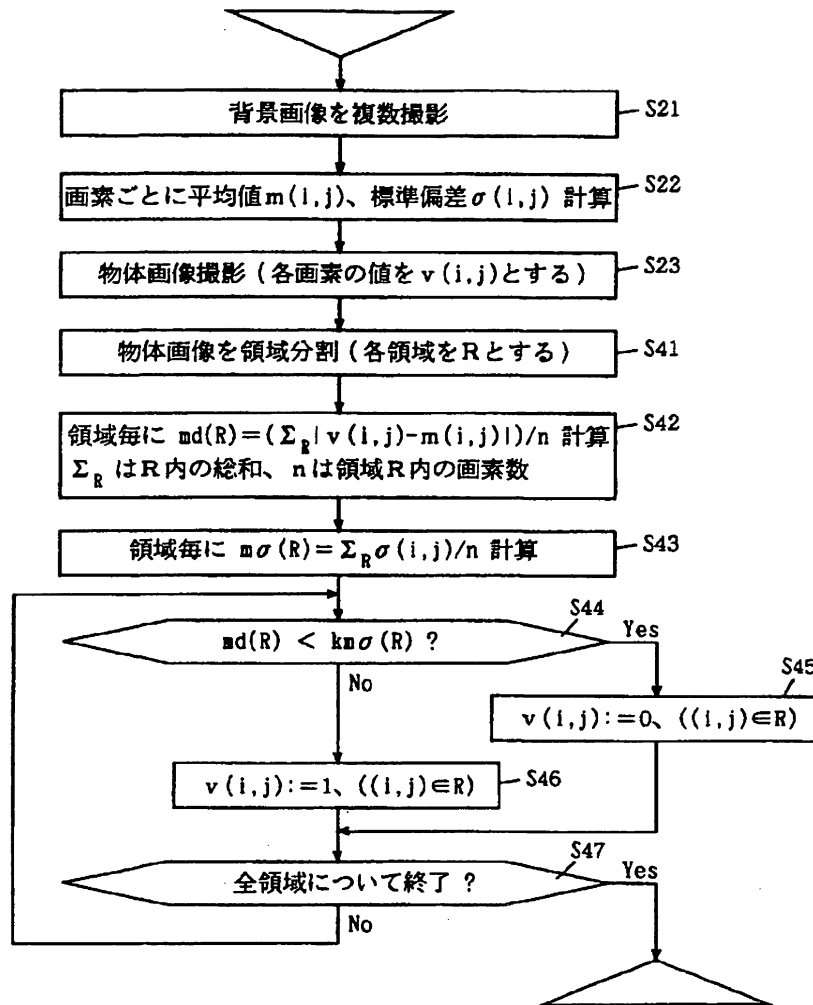 背景画像を複数撮影
S21
画素ごとに平均値m(i,j)、標準偏差σ(i,j) 計算
S22
物体画像撮影(各画素の値をv(i,j)とする)
S23
物体画像を領域分割(各領域をRとする)
S41
領域毎に md(R)=(Σ_R|v(i,j)-m(i,j)|)/n 計算
Σ_R はR内の総和、nは領域R内の画素数
S42
領域毎に mσ(R)=Σ_Rσ(i,j)/n 計算
S43
md(R) < kmσ(R) ?
S44
Yes
No
S45
v(i,j):=0、((i,j)∈R)
v(i,j):=1、((i,j)∈R)
S46
全領域について終了 ?
S47
Yes
No